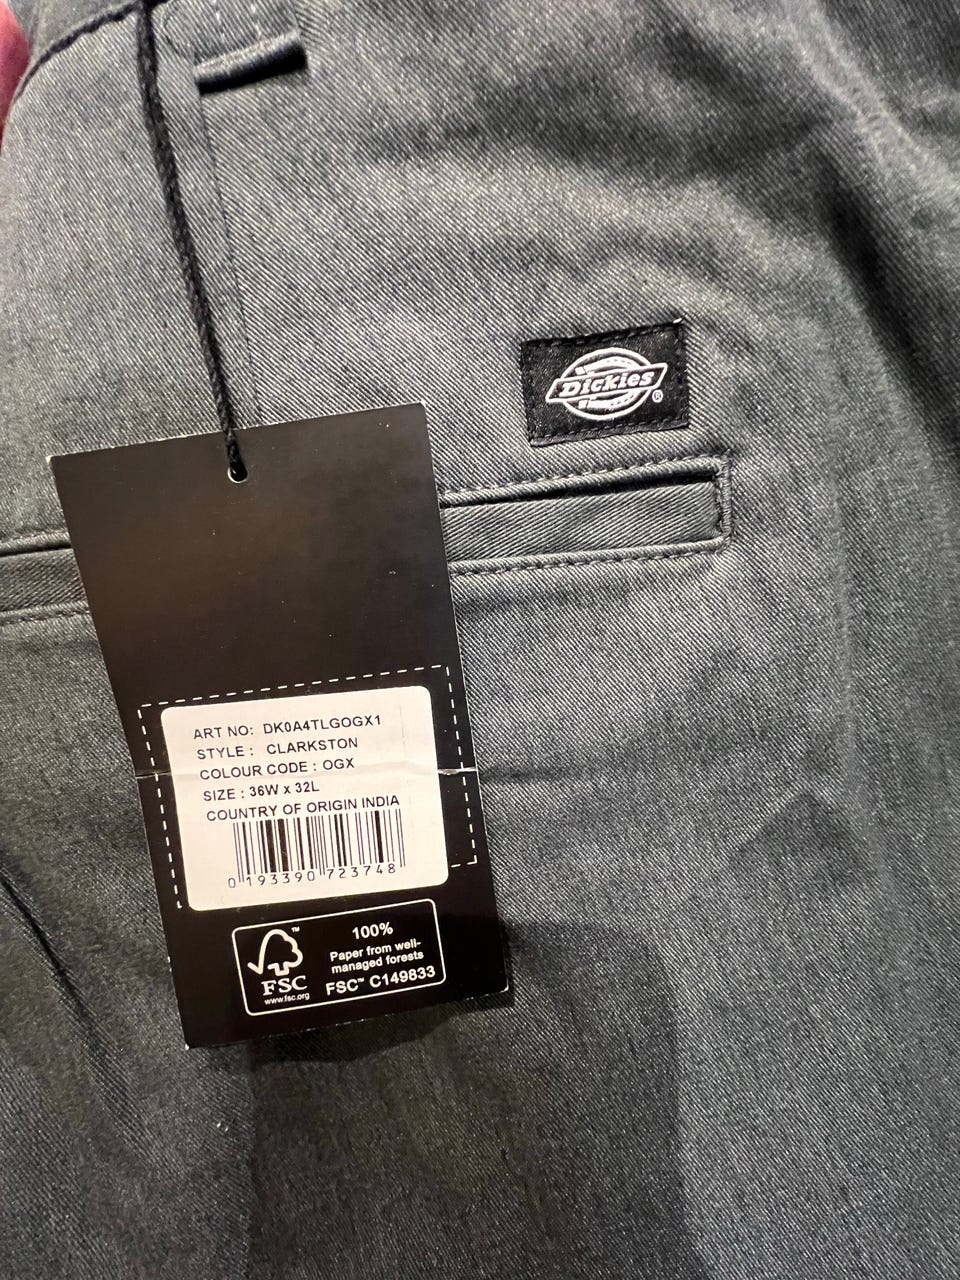 Dickies
®
ART NO: DK0A4TLGOGX1
STYLE : CLARKSTON
COLOUR CODE : OGX
SIZE : 36W x 32L
COUNTRY OF ORIGIN INDIA
0 193390 723748
™
FSC
www.fsc.org
100%
Paper from well-
managed forests
FSC™ C149833